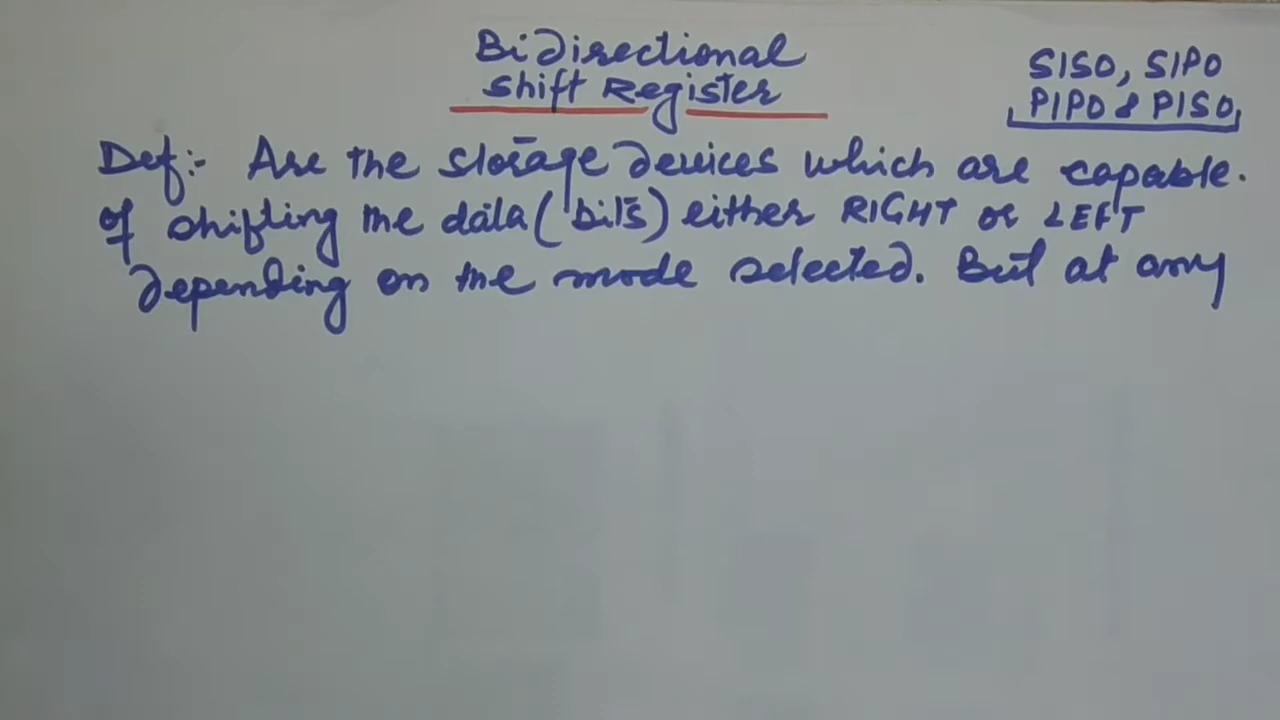 Bidirectional
Shift Register
SISO, SIPO
PIPO & PISO,
Def:- Are the storage devices which are capable.
of shifting the data (bits) either RIGHT or LEFT
depending on the mode selected. But at any